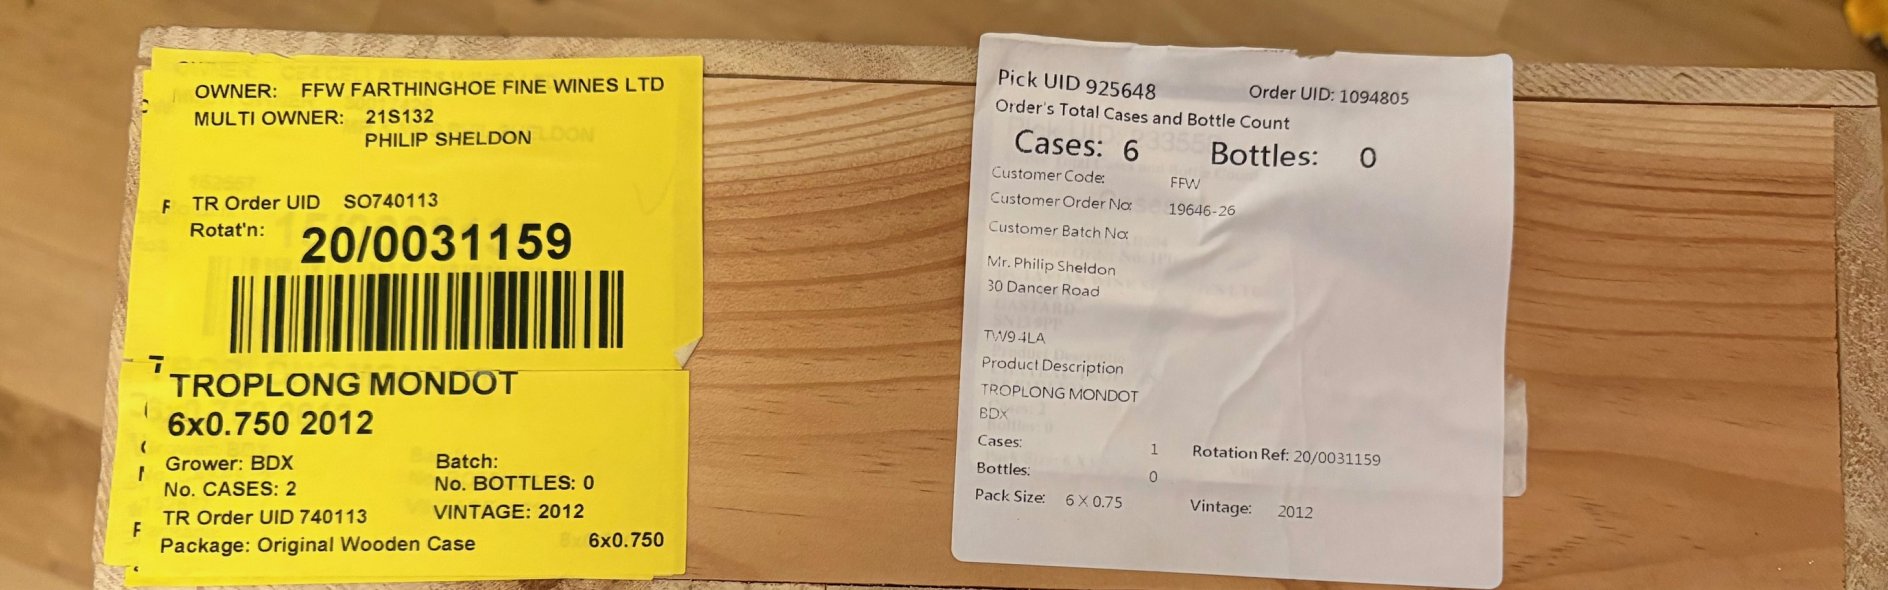 OWNER: FFW FARTHINGHOE FINE WINES LTD
MULTI OWNER: 21S132
PHILIP SHELDON
TR Order UID SO740113
Rotat'n:
20/0031159
TROPLONG MONDOT
6x0.750 2012
Grower: BDX Batch:
No. CASES: 2 No. BOTTLES: 0
TR Order UID 740113 VINTAGE: 2012
Package: Original Wooden Case 6x0.750
Pick UID 925648 Order UID: 1094805
Order's Total Cases and Bottle Count
Cases: 6 Bottles: 0
Customer Code: FFW
Customer Order No: 19646-26
Customer Batch No:
Mr. Philip Sheldon
30 Dancer Road
TW9 4LA
Product Description
TROPLONG MONDOT
BDX
Cases: 1 Rotation Ref: 20/0031159
Bottles: 0
Pack Size: 6 X 0.75 Vintage: 2012